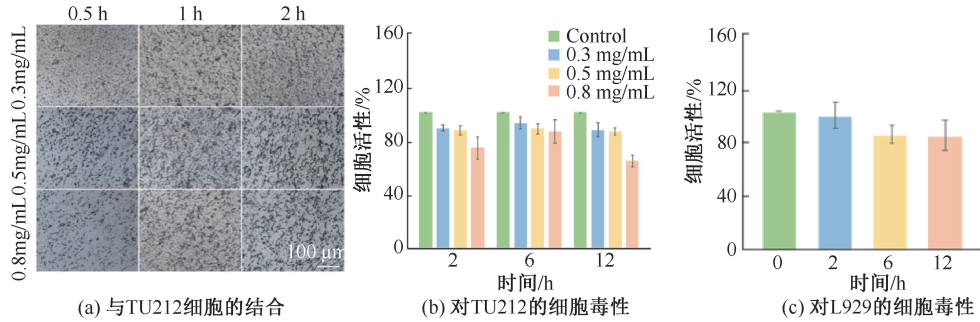 0.5 h 1 h 2 h
0.3mg/mL
0.5mg/mL
0.8mg/mL
100 μm
(a) 与TU212细胞的结合
160
120
80
40
0
细胞活性/%
Control
0.3 mg/mL
0.5 mg/mL
0.8 mg/mL
2 6 12
时间/h
(b) 对TU212的细胞毒性
160
120
80
40
0
细胞活性/%
0 2 6 12
时间/h
(c) 对L929的细胞毒性